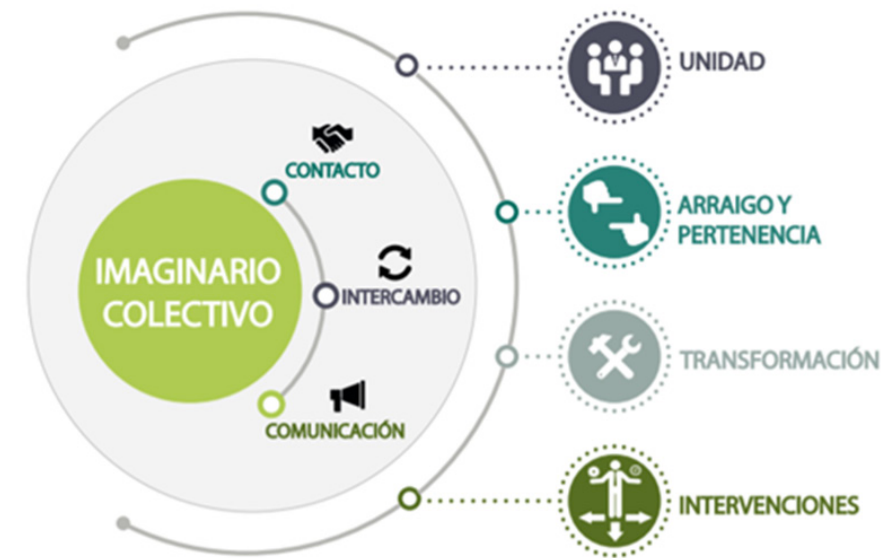 IMAGINARIO
COLECTIVO
CONTACTO
INTERCAMBIO
COMUNICACIÓN
UNIDAD
ARRAIGO Y
PERTENENCIA
TRANSFORMACIÓN
INTERVENCIONES